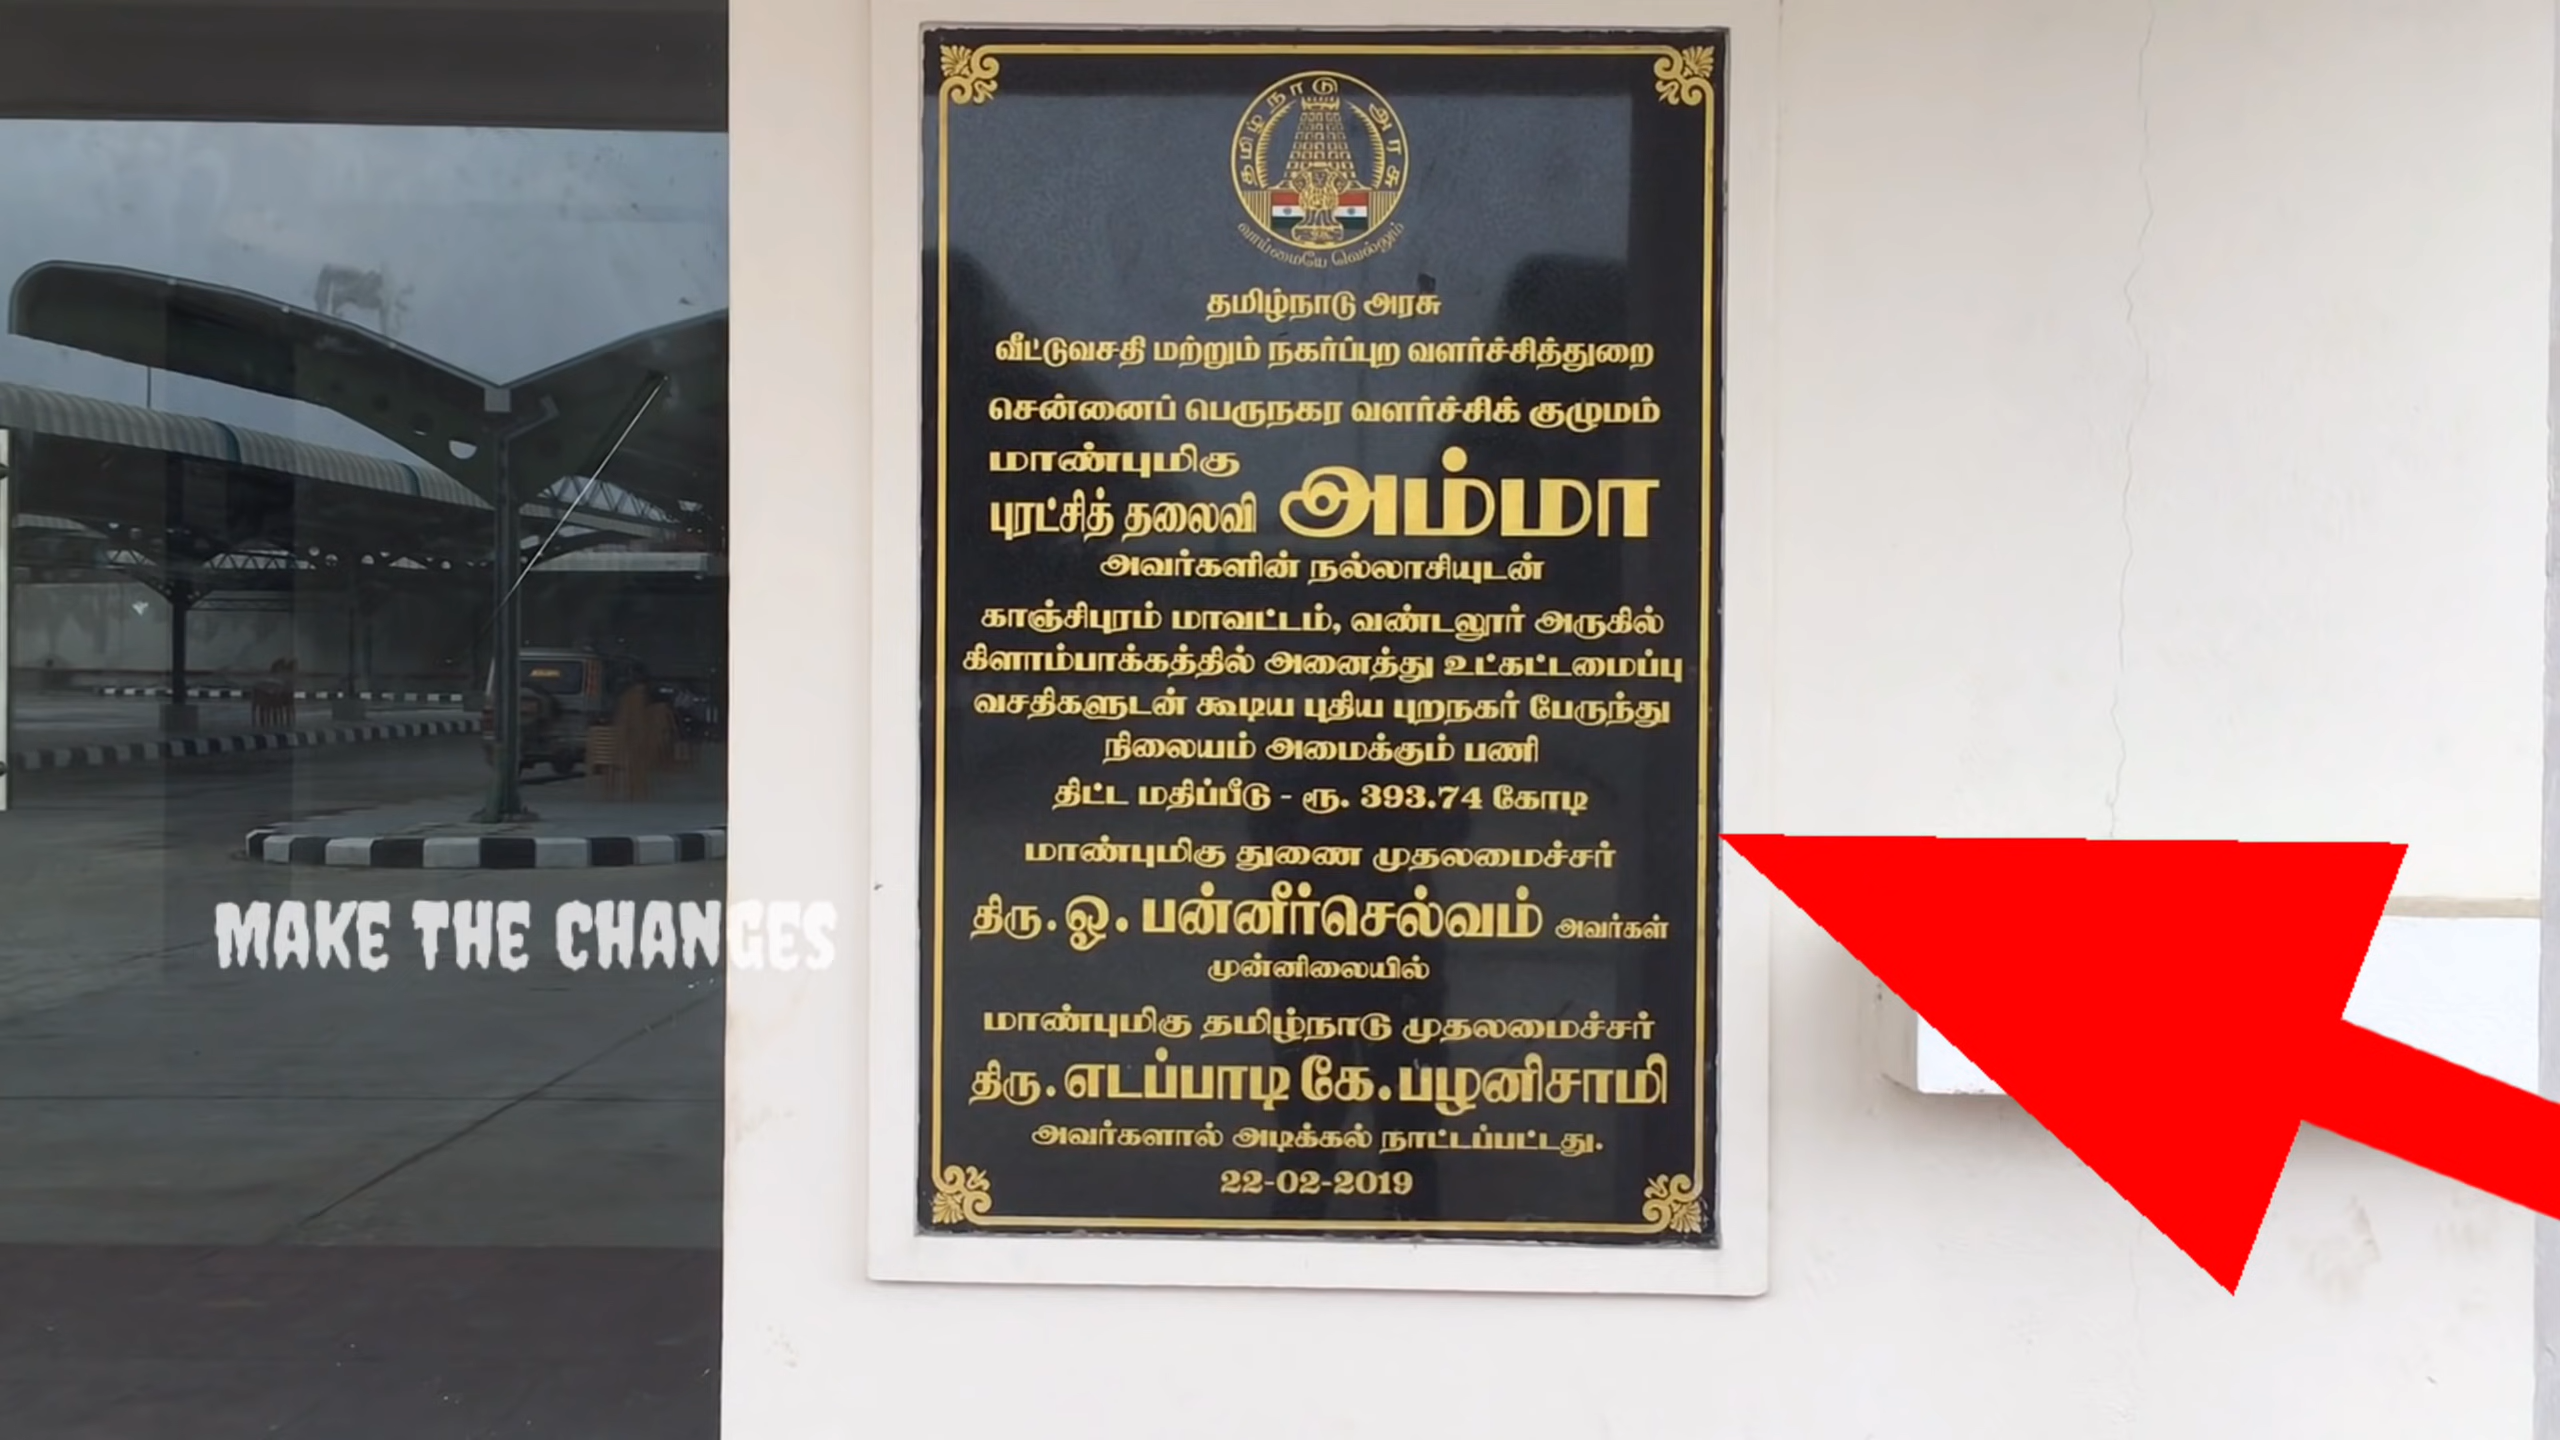 தமிழ் நாடு அரசு
வாய்மையே வெல்லும்
தமிழ்நாடு அரசு
வீட்டுவசதி மற்றும் நகர்ப்புற வளர்ச்சித்துறை
சென்னைப் பெருநகர வளர்ச்சிக் குழுமம்
மாண்புமிகு
புரட்சித் தலைவி அம்மா
அவர்களின் நல்லாசியுடன்
காஞ்சிபுரம் மாவட்டம், வண்டலூர் அருகில்
கிளாம்பாக்கத்தில் அனைத்து உட்கட்டமைப்பு
வசதிகளுடன் கூடிய புதிய புறநகர் பேருந்து
நிலையம் அமைக்கும் பணி
திட்ட மதிப்பீடு - ரூ. 393.74 கோடி
மாண்புமிகு துணை முதலமைச்சர்
திரு. ஓ. பன்னீர்செல்வம் அவர்கள்
முன்னிலையில்
மாண்புமிகு தமிழ்நாடு முதலமைச்சர்
திரு. எடப்பாடி கே. பழனிசாமி
அவர்களால் அடிக்கல் நாட்டப்பட்டது.
22-02-2019
MAKE THE CHANGES